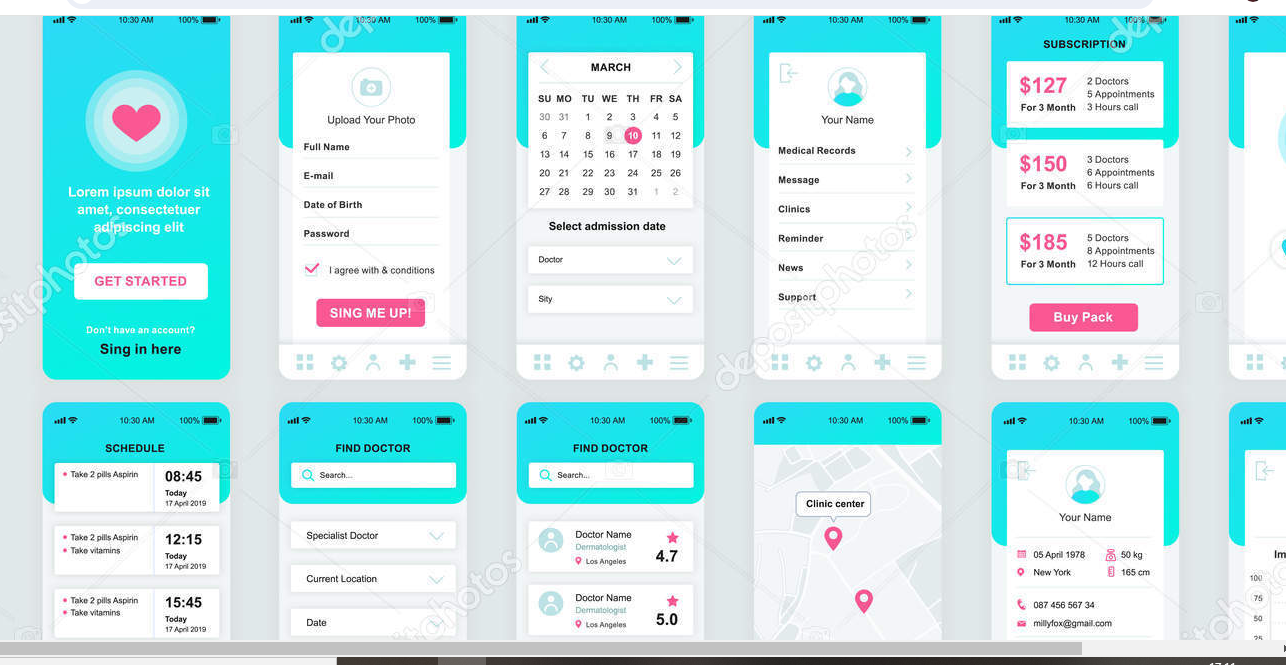 10:30 AM 100%
Lorem ipsum dolor sit
amet, consectetuer
adipiscing elit
GET STARTED
Don't have an account?
Sing in here
10:30 AM 100%
Upload Your Photo
Full Name
E-mail
Date of Birth
Password
I agree with & conditions
SING ME UP!
10:30 AM 100%
MARCH
SU MO TU WE TH FR SA
30 31 1 2 3 4 5
6 7 8 9 10 11 12
13 14 15 16 17 18 19
20 21 22 23 24 25 26
27 28 29 30 31 1 2
Select admission date
Doctor
Sity
10:30 AM 100%
Your Name
Medical Records
Message
Clinics
Reminder
News
Support
10:30 AM 100%
SUBSCRIPTION
$127
For 3 Month
2 Doctors
5 Appointments
3 Hours call
$150
For 3 Month
3 Doctors
6 Appointments
6 Hours call
$185
For 3 Month
5 Doctors
8 Appointments
12 Hours call
Buy Pack
10:30 AM 100%
SCHEDULE
Take 2 pills Aspirin
08:45
Today
17 April 2019
Take 2 pills Aspirin
Take vitamins
12:15
Today
17 April 2019
Take 2 pills Aspirin
Take vitamins
15:45
Today
17 April 2019
10:30 AM 100%
FIND DOCTOR
Search...
Specialist Doctor
Current Location
Date
10:30 AM 100%
FIND DOCTOR
Search...
Doctor Name
Dermatologist
Los Angeles
4.7
Doctor Name
Dermatologist
Los Angeles
5.0
10:30 AM 100%
Clinic center
10:30 AM 100%
Your Name
05 April 1978 50 kg
New York 165 cm
087 456 567 34
millyfox@gmail.com
Im
100
75
50
25
depositphotos
depositphotos
depositphotos